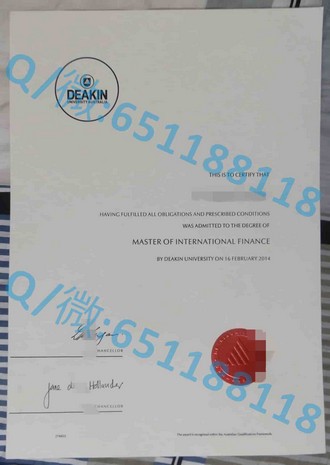 DEAKIN
UNIVERSITY AUSTRALIA
THIS IS TO CERTIFY THAT
HAVING FULFILLED ALL OBLIGATIONS AND PRESCRIBED CONDITIONS
WAS ADMITTED TO THE DEGREE OF
MASTER OF INTERNATIONAL FINANCE
BY DEAKIN UNIVERSITY ON 16 FEBRUARY 2014
Q/微:651188118
Q/微:651188118